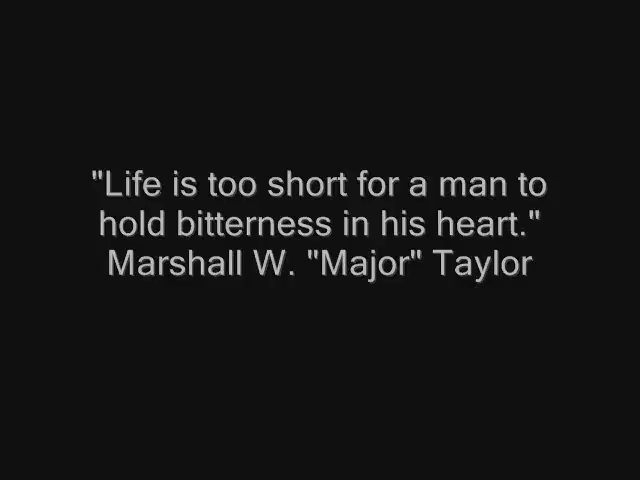 "Life is too short for a man to
hold bitterness in his heart."
Marshall W. "Major" Taylor